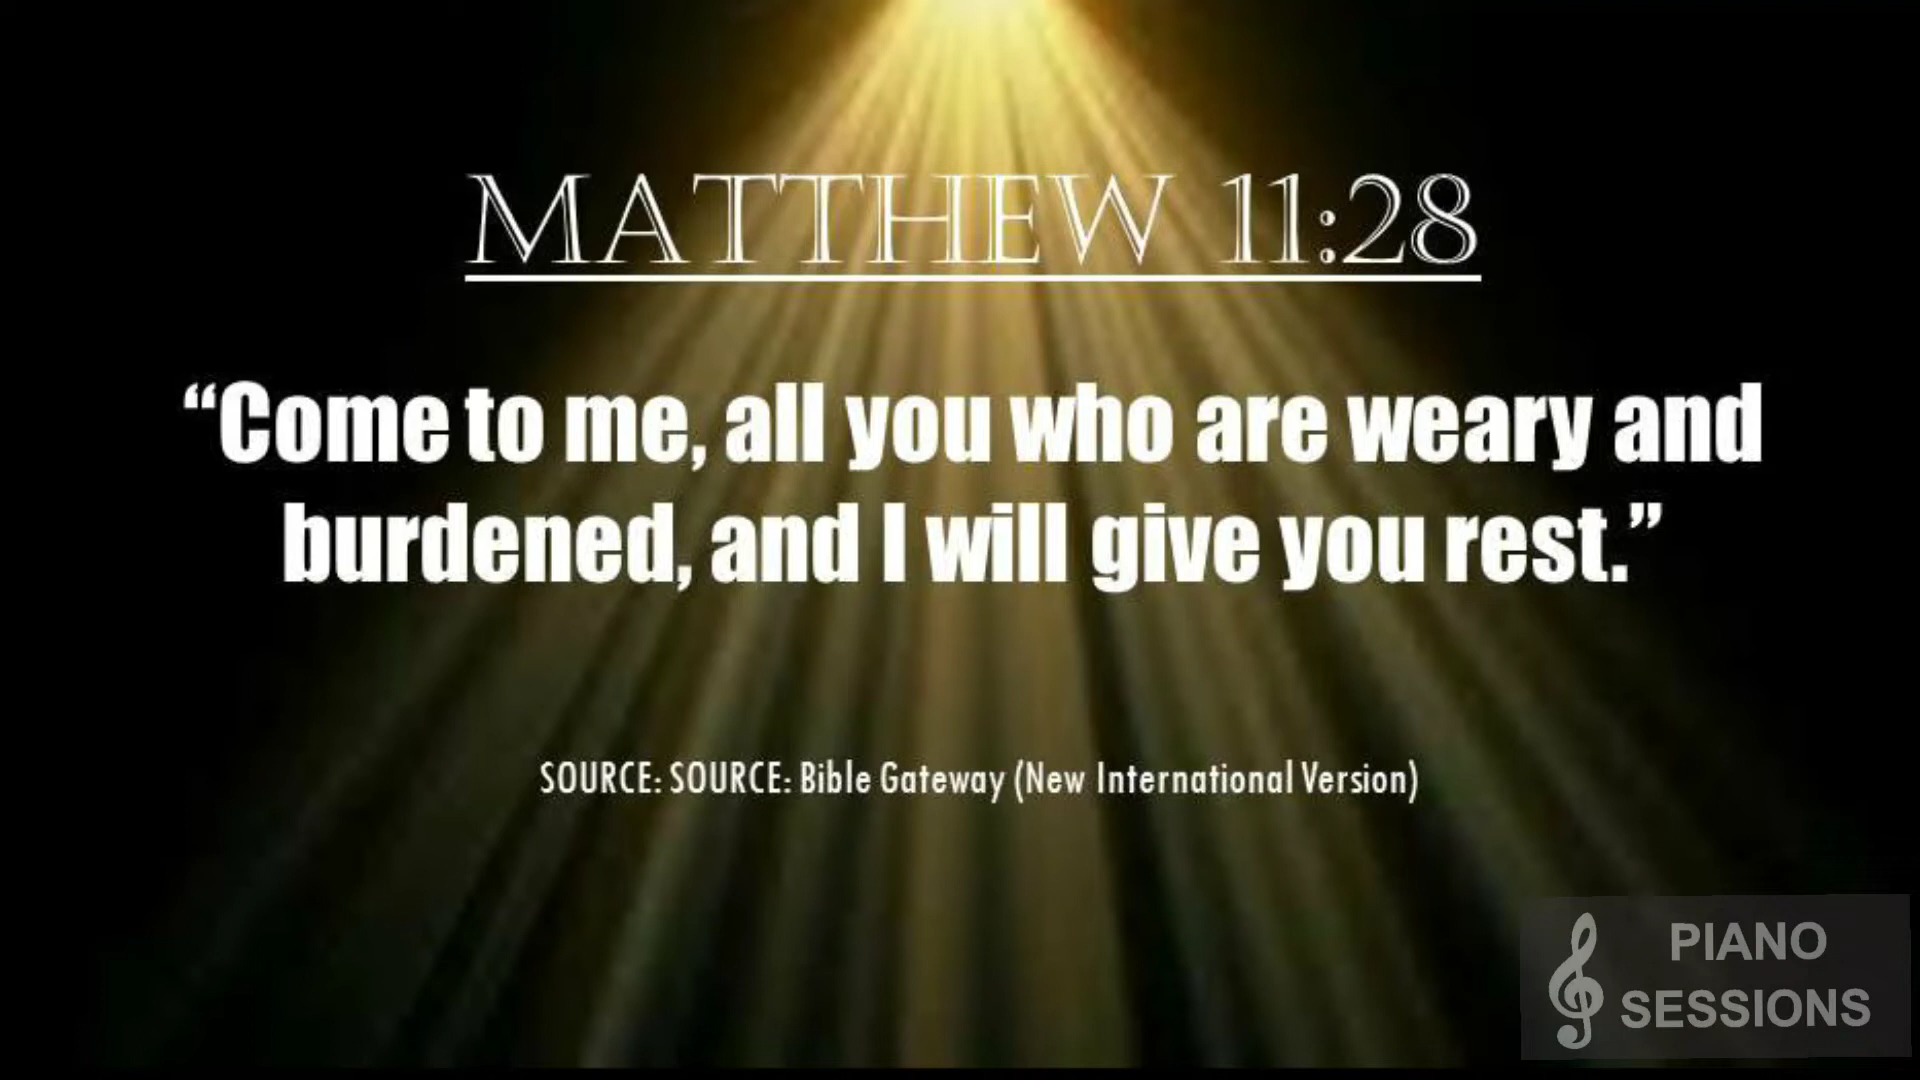 MATTHEW 11:28
“Come to me, all you who are weary and
burdened, and I will give you rest.”
SOURCE: SOURCE: Bible Gateway (New International Version)
PIANO
SESSIONS